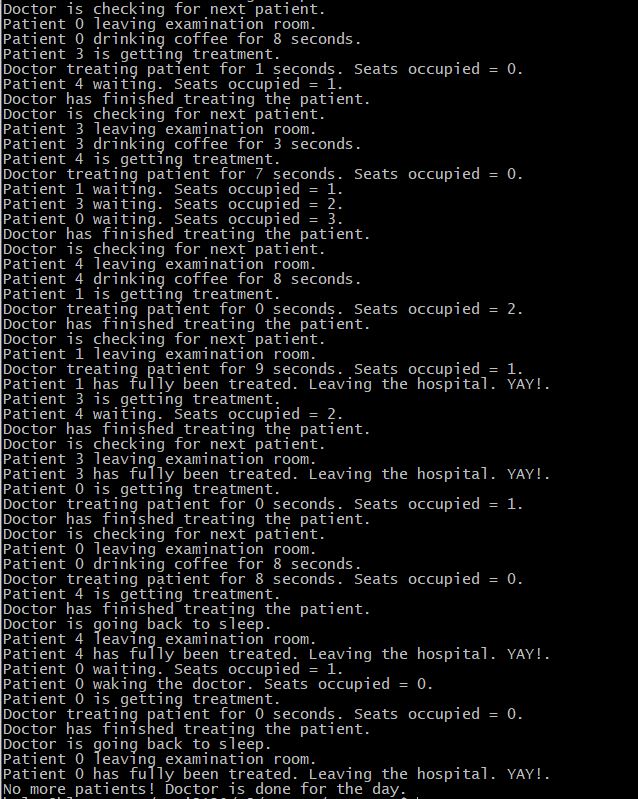 Doctor is checking for next patient.
Patient 0 leaving examination room.
Patient 0 drinking coffee for 8 seconds.
Patient 3 is getting treatment.
Doctor treating patient for 1 seconds. Seats occupied = 0.
Patient 4 waiting. Seats occupied = 1.
Doctor has finished treating the patient.
Doctor is checking for next patient.
Patient 3 leaving examination room.
Patient 3 drinking coffee for 3 seconds.
Patient 4 is getting treatment.
Doctor treating patient for 7 seconds. Seats occupied = 0.
Patient 1 waiting. Seats occupied = 1.
Patient 3 waiting. Seats occupied = 2.
Patient 0 waiting. Seats occupied = 3.
Doctor has finished treating the patient.
Doctor is checking for next patient.
Patient 4 leaving examination room.
Patient 4 drinking coffee for 8 seconds.
Patient 1 is getting treatment.
Doctor treating patient for 0 seconds. Seats occupied = 2.
Doctor has finished treating the patient.
Doctor is checking for next patient.
Patient 1 leaving examination room.
Doctor treating patient for 9 seconds. Seats occupied = 1.
Patient 1 has fully been treated. Leaving the hospital. YAY!.
Patient 3 is getting treatment.
Patient 4 waiting. Seats occupied = 2.
Doctor has finished treating the patient.
Doctor is checking for next patient.
Patient 3 leaving examination room.
Patient 3 has fully been treated. Leaving the hospital. YAY!.
Patient 0 is getting treatment.
Doctor treating patient for 0 seconds. Seats occupied = 1.
Doctor has finished treating the patient.
Doctor is checking for next patient.
Patient 0 leaving examination room.
Patient 0 drinking coffee for 8 seconds.
Doctor treating patient for 8 seconds. Seats occupied = 0.
Patient 4 is getting treatment.
Doctor has finished treating the patient.
Doctor is going back to sleep.
Patient 4 leaving examination room.
Patient 4 has fully been treated. Leaving the hospital. YAY!.
Patient 0 waiting. Seats occupied = 1.
Patient 0 waking the doctor. Seats occupied = 0.
Patient 0 is getting treatment.
Doctor treating patient for 0 seconds. Seats occupied = 0.
Doctor has finished treating the patient.
Doctor is going back to sleep.
Patient 0 leaving examination room.
Patient 0 has fully been treated. Leaving the hospital. YAY!.
No more patients! Doctor is done for the day.